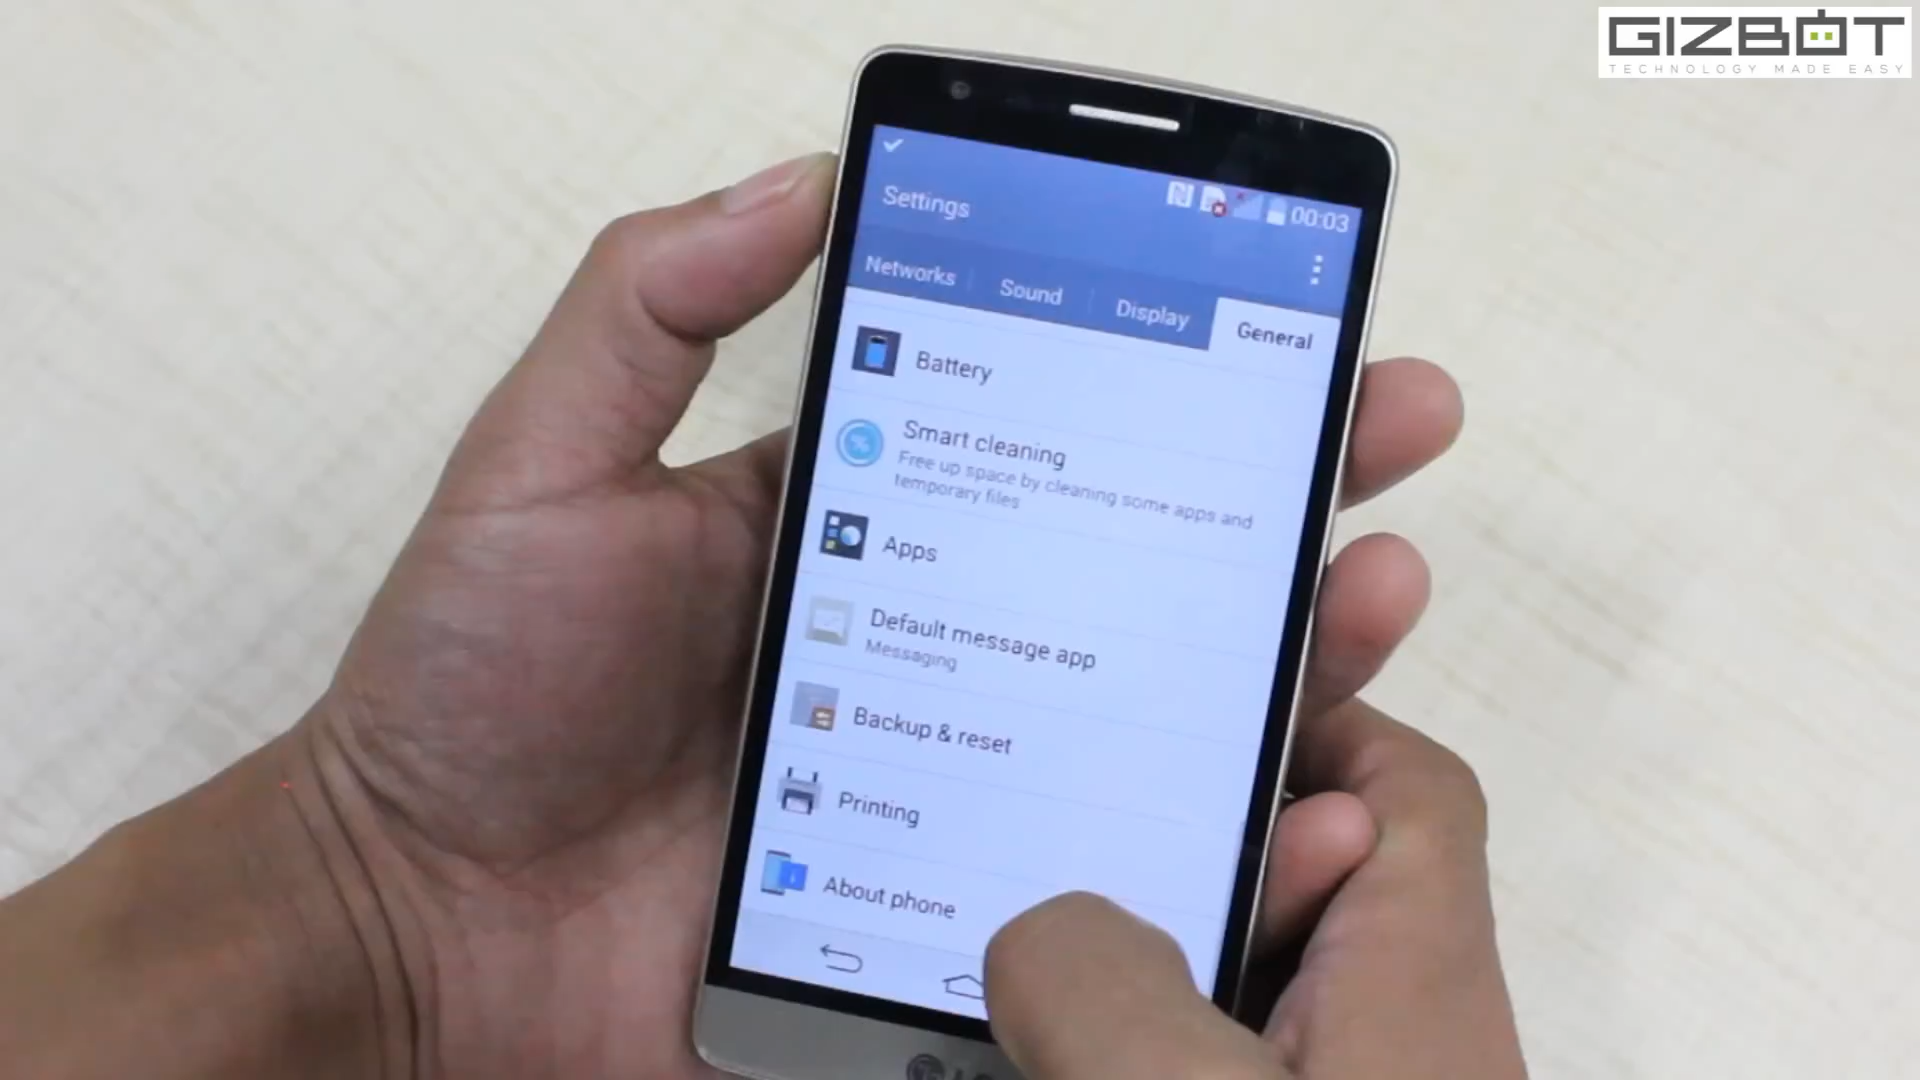 GIZBOT
TECHNOLOGY MADE EASY
00:03
Settings
Networks
Sound
Display
General
Battery
Smart cleaning
Free up space by cleaning some apps and
temporary files
Apps
Default message app
Messaging
Backup & reset
Printing
About phone